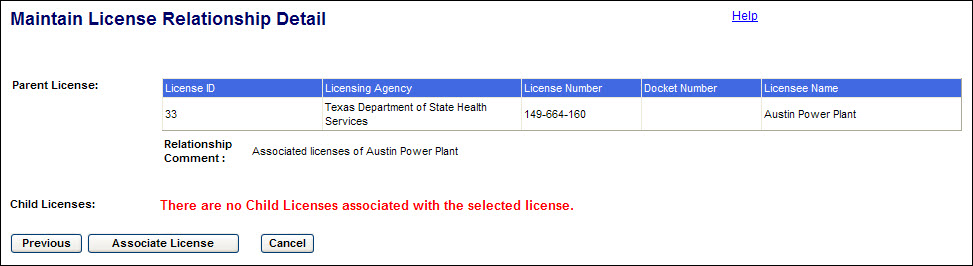 Maintain License Relationship Detail
Help
Parent License:
License ID Licensing Agency License Number Docket Number Licensee Name
33 Texas Department of State Health Services 149-664-160 Austin Power Plant
Relationship Comment : Associated licenses of Austin Power Plant
Child Licenses: There are no Child Licenses associated with the selected license.
Previous Associate License Cancel